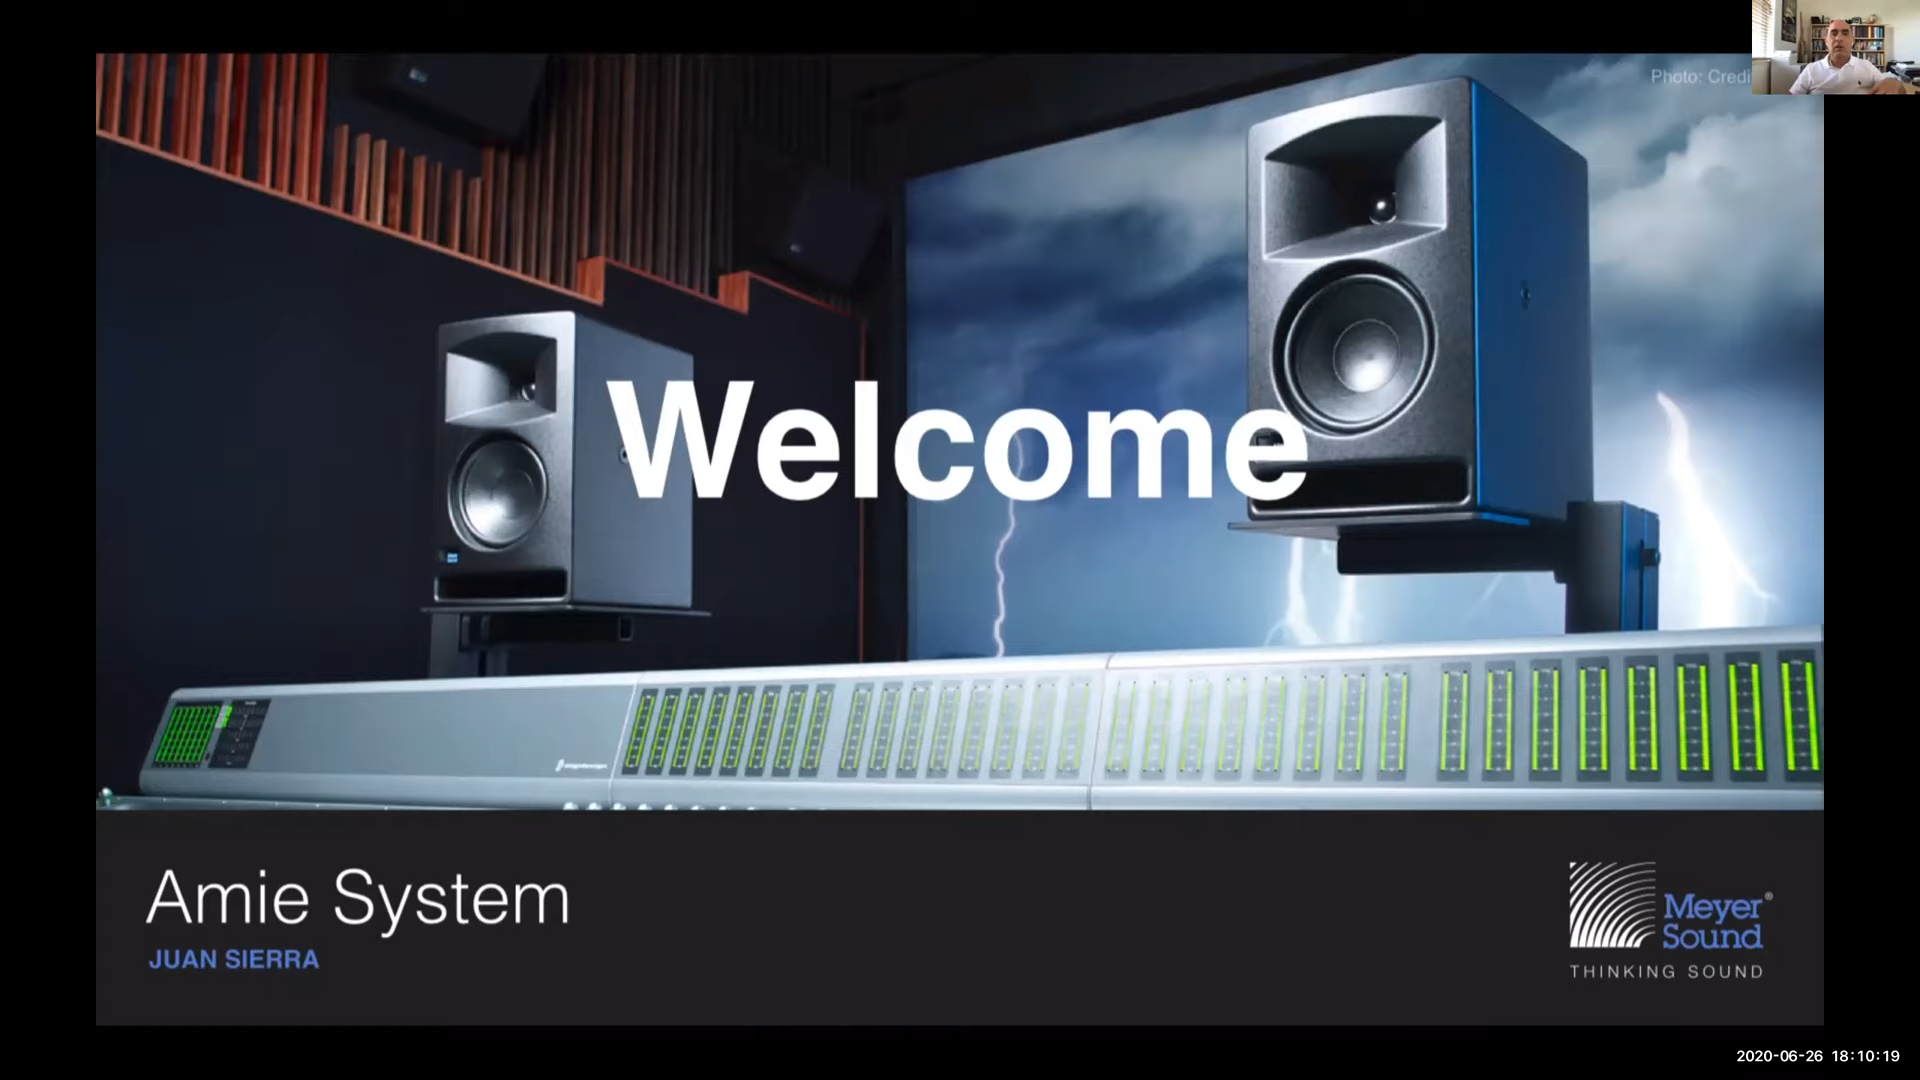 Photo: Credi
Welcome
Amie System
JUAN SIERRA
Meyer®
Sound
THINKING SOUND
2020-06-26 18:10:19